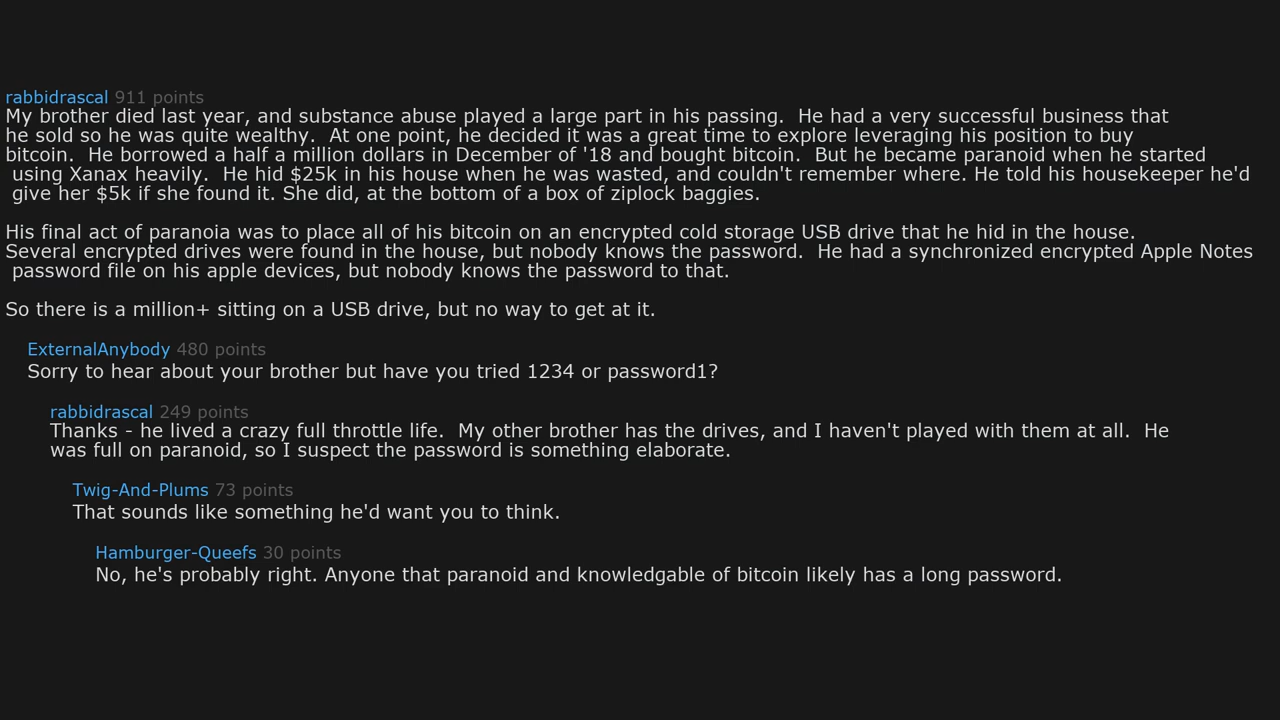 rabbidrascal 911 points
My brother died last year, and substance abuse played a large part in his passing.  He had a very successful business that
he sold so he was quite wealthy.  At one point, he decided it was a great time to explore leveraging his position to buy
bitcoin.  He borrowed a half a million dollars in December of '18 and bought bitcoin.  But he became paranoid when he started
using Xanax heavily.  He hid $25k in his house when he was wasted, and couldn't remember where. He told his housekeeper he'd
give her $5k if she found it. She did, at the bottom of a box of ziplock baggies.
His final act of paranoia was to place all of his bitcoin on an encrypted cold storage USB drive that he hid in the house.
Several encrypted drives were found in the house, but nobody knows the password.  He had a synchronized encrypted Apple Notes
password file on his apple devices, but nobody knows the password to that.
So there is a million+ sitting on a USB drive, but no way to get at it.
ExternalAnybody 480 points
Sorry to hear about your brother but have you tried 1234 or password1?
rabbidrascal 249 points
Thanks - he lived a crazy full throttle life.  My other brother has the drives, and I haven't played with them at all.  He
was full on paranoid, so I suspect the password is something elaborate.
Twig-And-Plums 73 points
That sounds like something he'd want you to think.
Hamburger-Queefs 30 points
No, he's probably right. Anyone that paranoid and knowledgable of bitcoin likely has a long password.